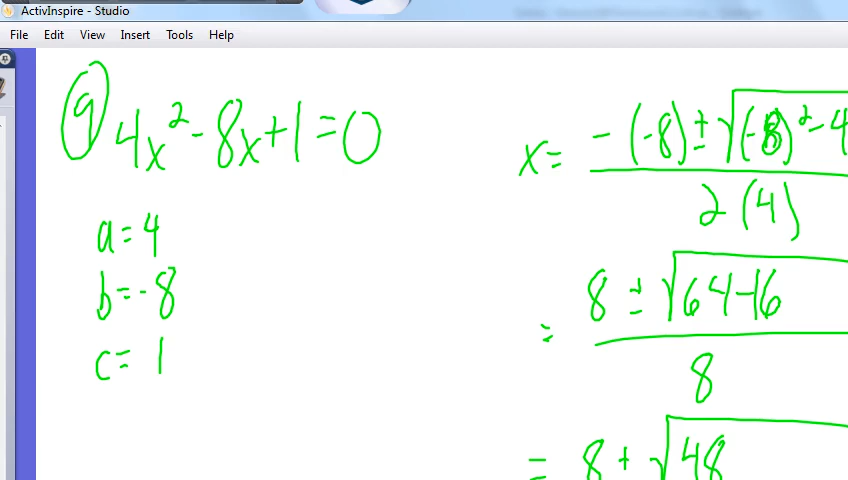 ActivInspire - Studio
File Edit View Insert Tools Help
9 4x² - 8x + 1 = 0
a = 4
b = -8
c = 1
x = -(-8) ± √(-8)² - 4
2(4)
= 8 ± √64 - 16
8
= 8 ± √48